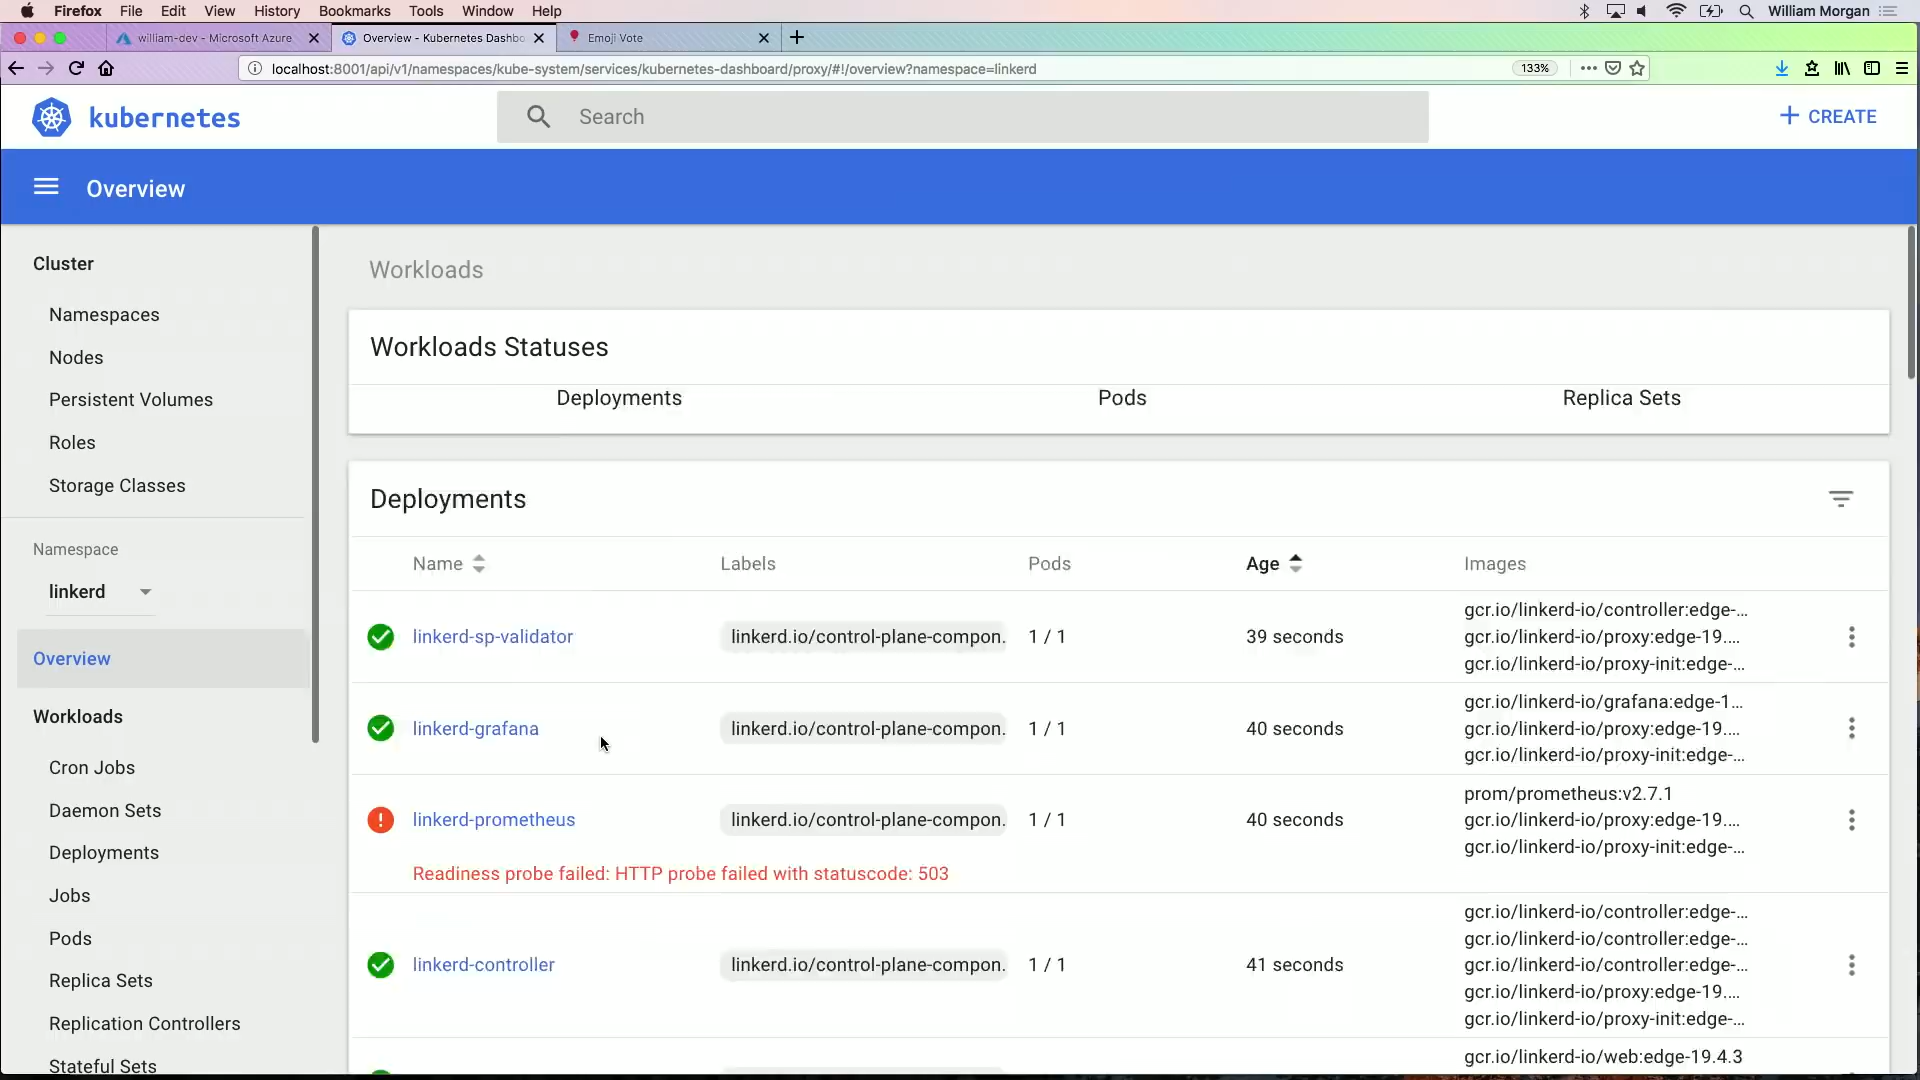 Firefox File Edit View History Bookmarks Tools Window Help William Morgan
william-dev - Microsoft Azure
Overview - Kubernetes Dashbo
Emoji Vote
localhost:8001/api/v1/namespaces/kube-system/services/kubernetes-dashboard/proxy/#!/overview?namespace=linkerd
133%
kubernetes
Search
+ CREATE
Overview
Cluster
Namespaces
Nodes
Persistent Volumes
Roles
Storage Classes
Namespace
linkerd
Overview
Workloads
Cron Jobs
Daemon Sets
Deployments
Jobs
Pods
Replica Sets
Replication Controllers
Stateful Sets
Workloads
Workloads Statuses
Deployments Pods Replica Sets
Deployments
Name Labels Pods Age Images
linkerd-sp-validator linkerd.io/control-plane-compon. 1 / 1 39 seconds
gcr.io/linkerd-io/controller:edge-...
gcr.io/linkerd-io/proxy:edge-19....
gcr.io/linkerd-io/proxy-init:edge-...
linkerd-grafana linkerd.io/control-plane-compon. 1 / 1 40 seconds
gcr.io/linkerd-io/grafana:edge-1...
gcr.io/linkerd-io/proxy:edge-19....
gcr.io/linkerd-io/proxy-init:edge-...
linkerd-prometheus linkerd.io/control-plane-compon. 1 / 1 40 seconds
prom/prometheus:v2.7.1
gcr.io/linkerd-io/proxy:edge-19....
gcr.io/linkerd-io/proxy-init:edge-...
Readiness probe failed: HTTP probe failed with statuscode: 503
linkerd-controller linkerd.io/control-plane-compon. 1 / 1 41 seconds
gcr.io/linkerd-io/controller:edge-...
gcr.io/linkerd-io/controller:edge-...
gcr.io/linkerd-io/controller:edge-...
gcr.io/linkerd-io/proxy:edge-19....
gcr.io/linkerd-io/proxy-init:edge-...
gcr.io/linkerd-io/web:edge-19.4.3